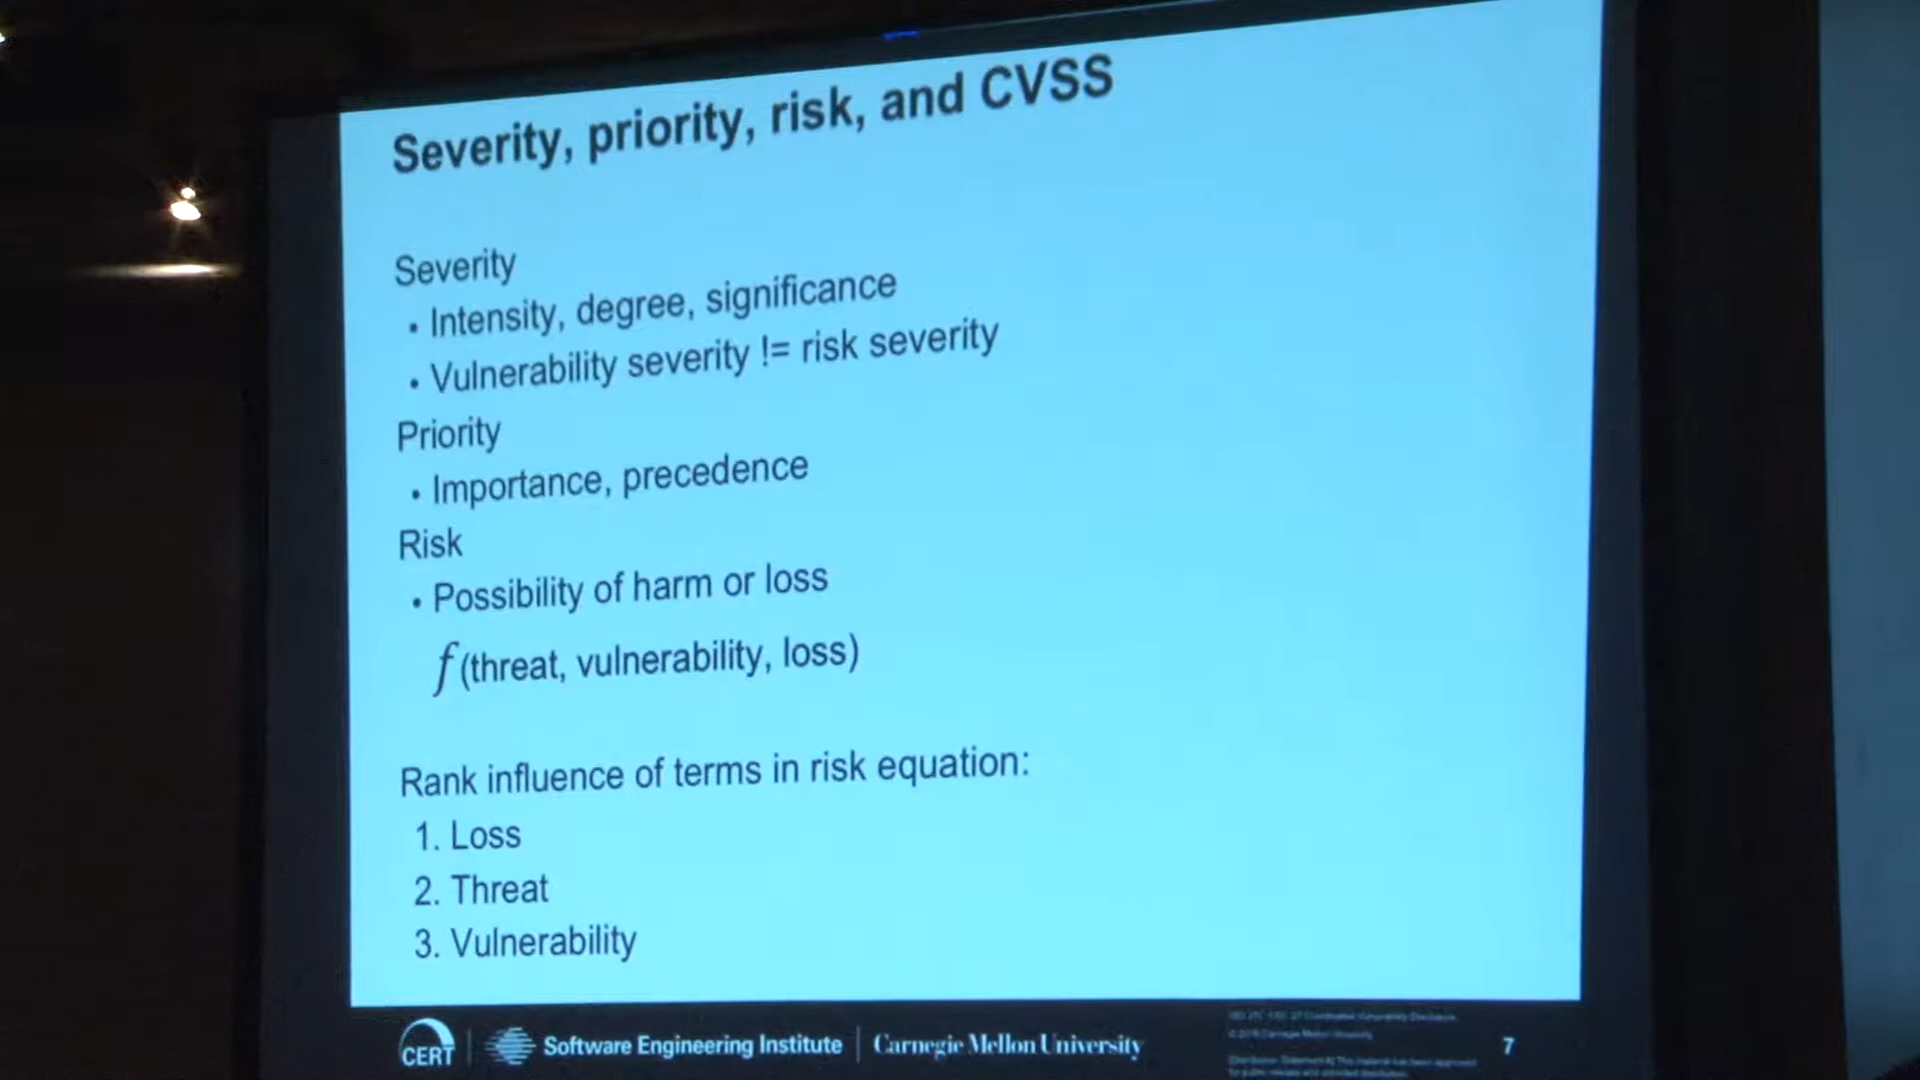 Severity, priority, risk, and CVSS
Severity
• Intensity, degree, significance
• Vulnerability severity != risk severity
Priority
• Importance, precedence
Risk
• Possibility of harm or loss
f (threat, vulnerability, loss)
Rank influence of terms in risk equation:
1. Loss
2. Threat
3. Vulnerability
CERT | Software Engineering Institute | Carnegie Mellon University
7